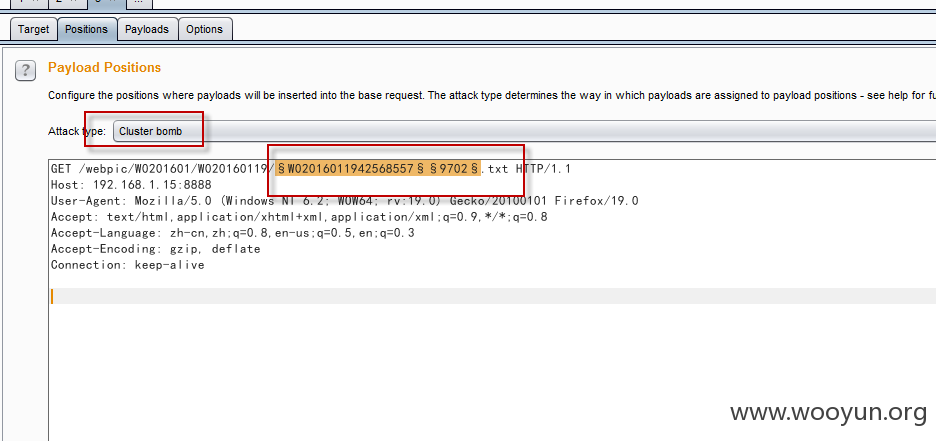 Target Positions Payloads Options
? Payload Positions
Configure the positions where payloads will be inserted into the base request. The attack type determines the way in which payloads are assigned to payload positions - see help for fu
Attack type: Cluster bomb
GET /webpic/W0201601/W020160119/§W02016011942568557§§9702§.txt HTTP/1.1
Host: 192.168.1.15:8888
User-Agent: Mozilla/5.0 (Windows NT 6.2; WOW64; rv:19.0) Gecko/20100101 Firefox/19.0
Accept: text/html,application/xhtml+xml,application/xml;q=0.9,*/*;q=0.8
Accept-Language: zh-cn,zh;q=0.8,en-us;q=0.5,en;q=0.3
Accept-Encoding: gzip, deflate
Connection: keep-alive
www.wooyun.org